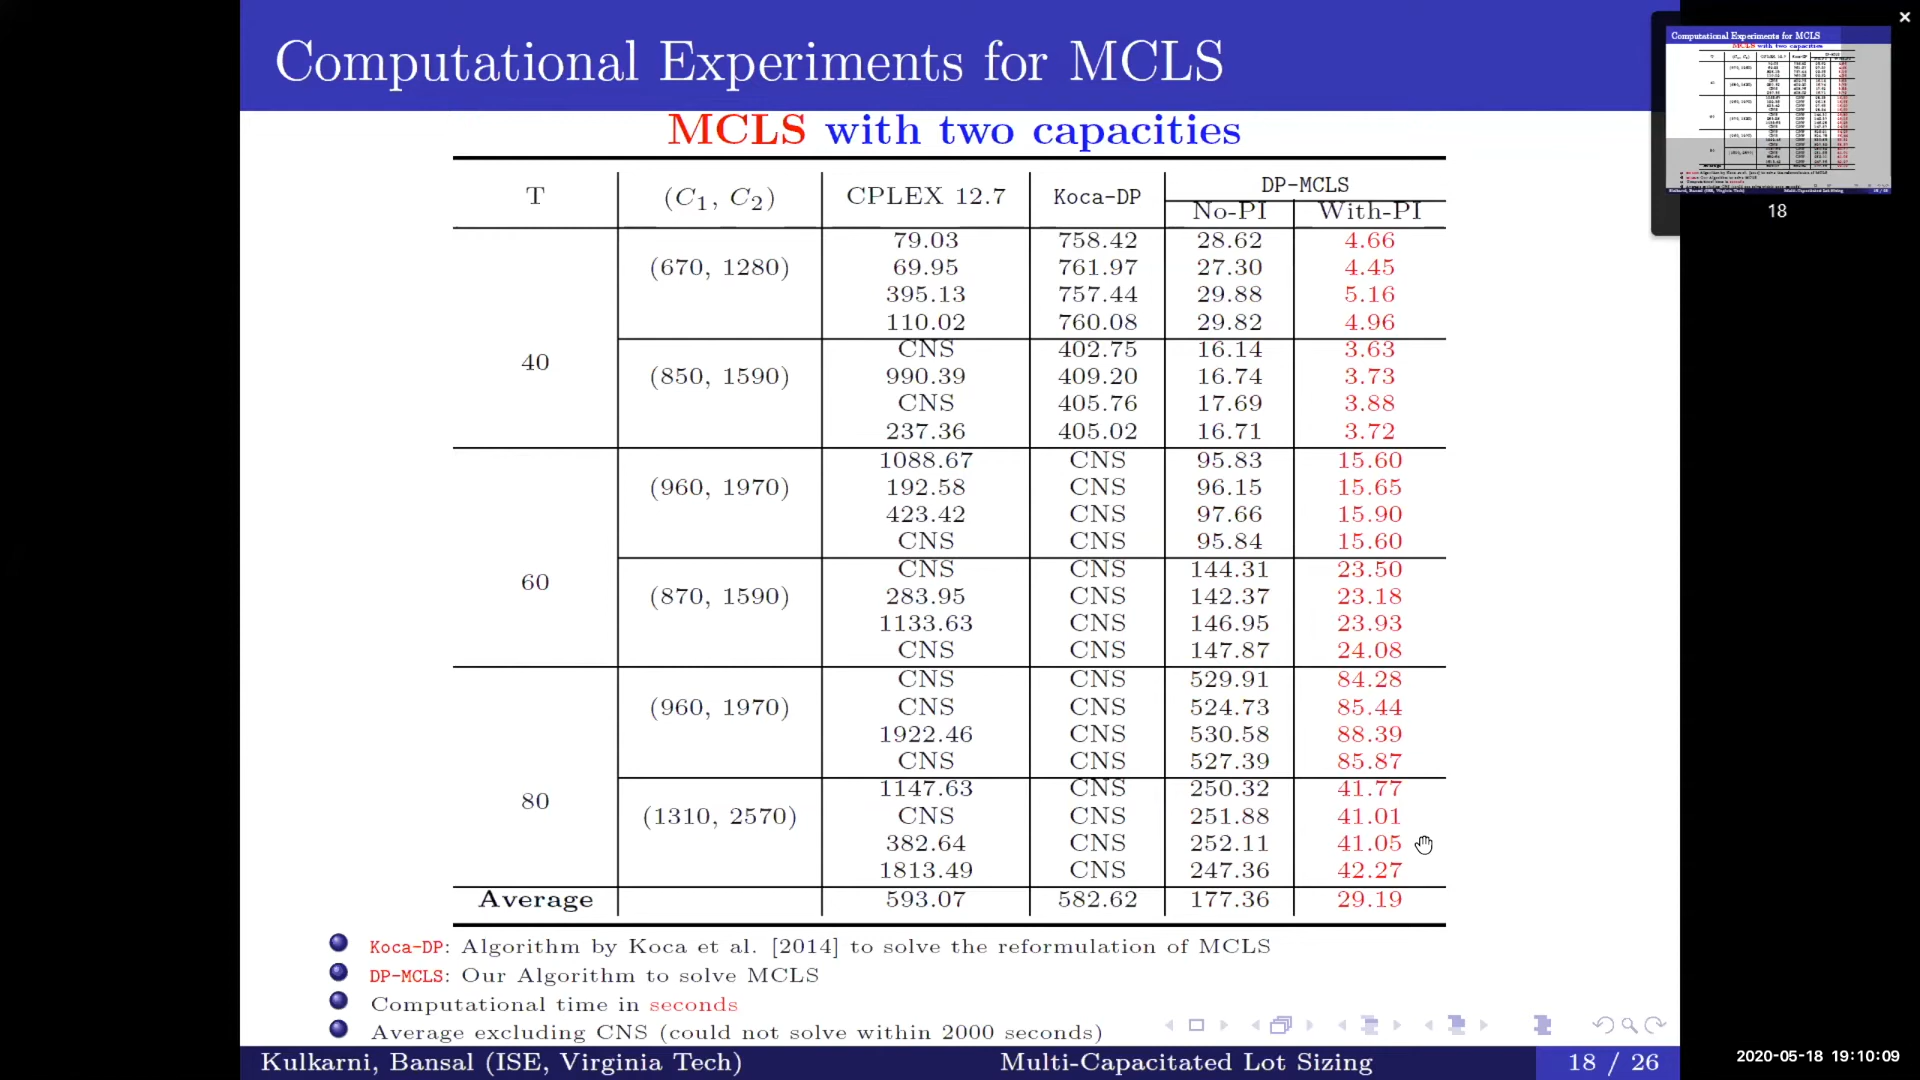 Computational Experiments for MCLS
MCLS with two capacities
T (C1, C2) CPLEX 12.7 Koca-DP DP-MCLS
No-PI With-PI
79.03 758.42 28.62 4.66
(670, 1280) 69.95 761.97 27.30 4.45
395.13 757.44 29.88 5.16
110.02 760.08 29.82 4.96
40 CNS 402.75 16.14 3.63
(850, 1590) 990.39 409.20 16.74 3.73
CNS 405.76 17.69 3.88
237.36 405.02 16.71 3.72
1088.67 CNS 95.83 15.60
(960, 1970) 192.58 CNS 96.15 15.65
423.42 CNS 97.66 15.90
CNS CNS 95.84 15.60
60 CNS CNS 144.31 23.50
(870, 1590) 283.95 CNS 142.37 23.18
1133.63 CNS 146.95 23.93
CNS CNS 147.87 24.08
CNS CNS 529.91 84.28
(960, 1970) CNS CNS 524.73 85.44
1922.46 CNS 530.58 88.39
CNS CNS 527.39 85.87
80 1147.63 CNS 250.32 41.77
(1310, 2570) CNS CNS 251.88 41.01
382.64 CNS 252.11 41.05
1813.49 CNS 247.36 42.27
Average 593.07 582.62 177.36 29.19
Koca-DP: Algorithm by Koca et al. [2014] to solve the reformulation of MCLS
DP-MCLS: Our Algorithm to solve MCLS
Computational time in seconds
Average excluding CNS (could not solve within 2000 seconds)
Kulkarni, Bansal (ISE, Virginia Tech) Multi-Capacitated Lot Sizing 18 / 26
Computational Experiments for MCLS
MCLS with two capacities
18
2020-05-18 19:10:09